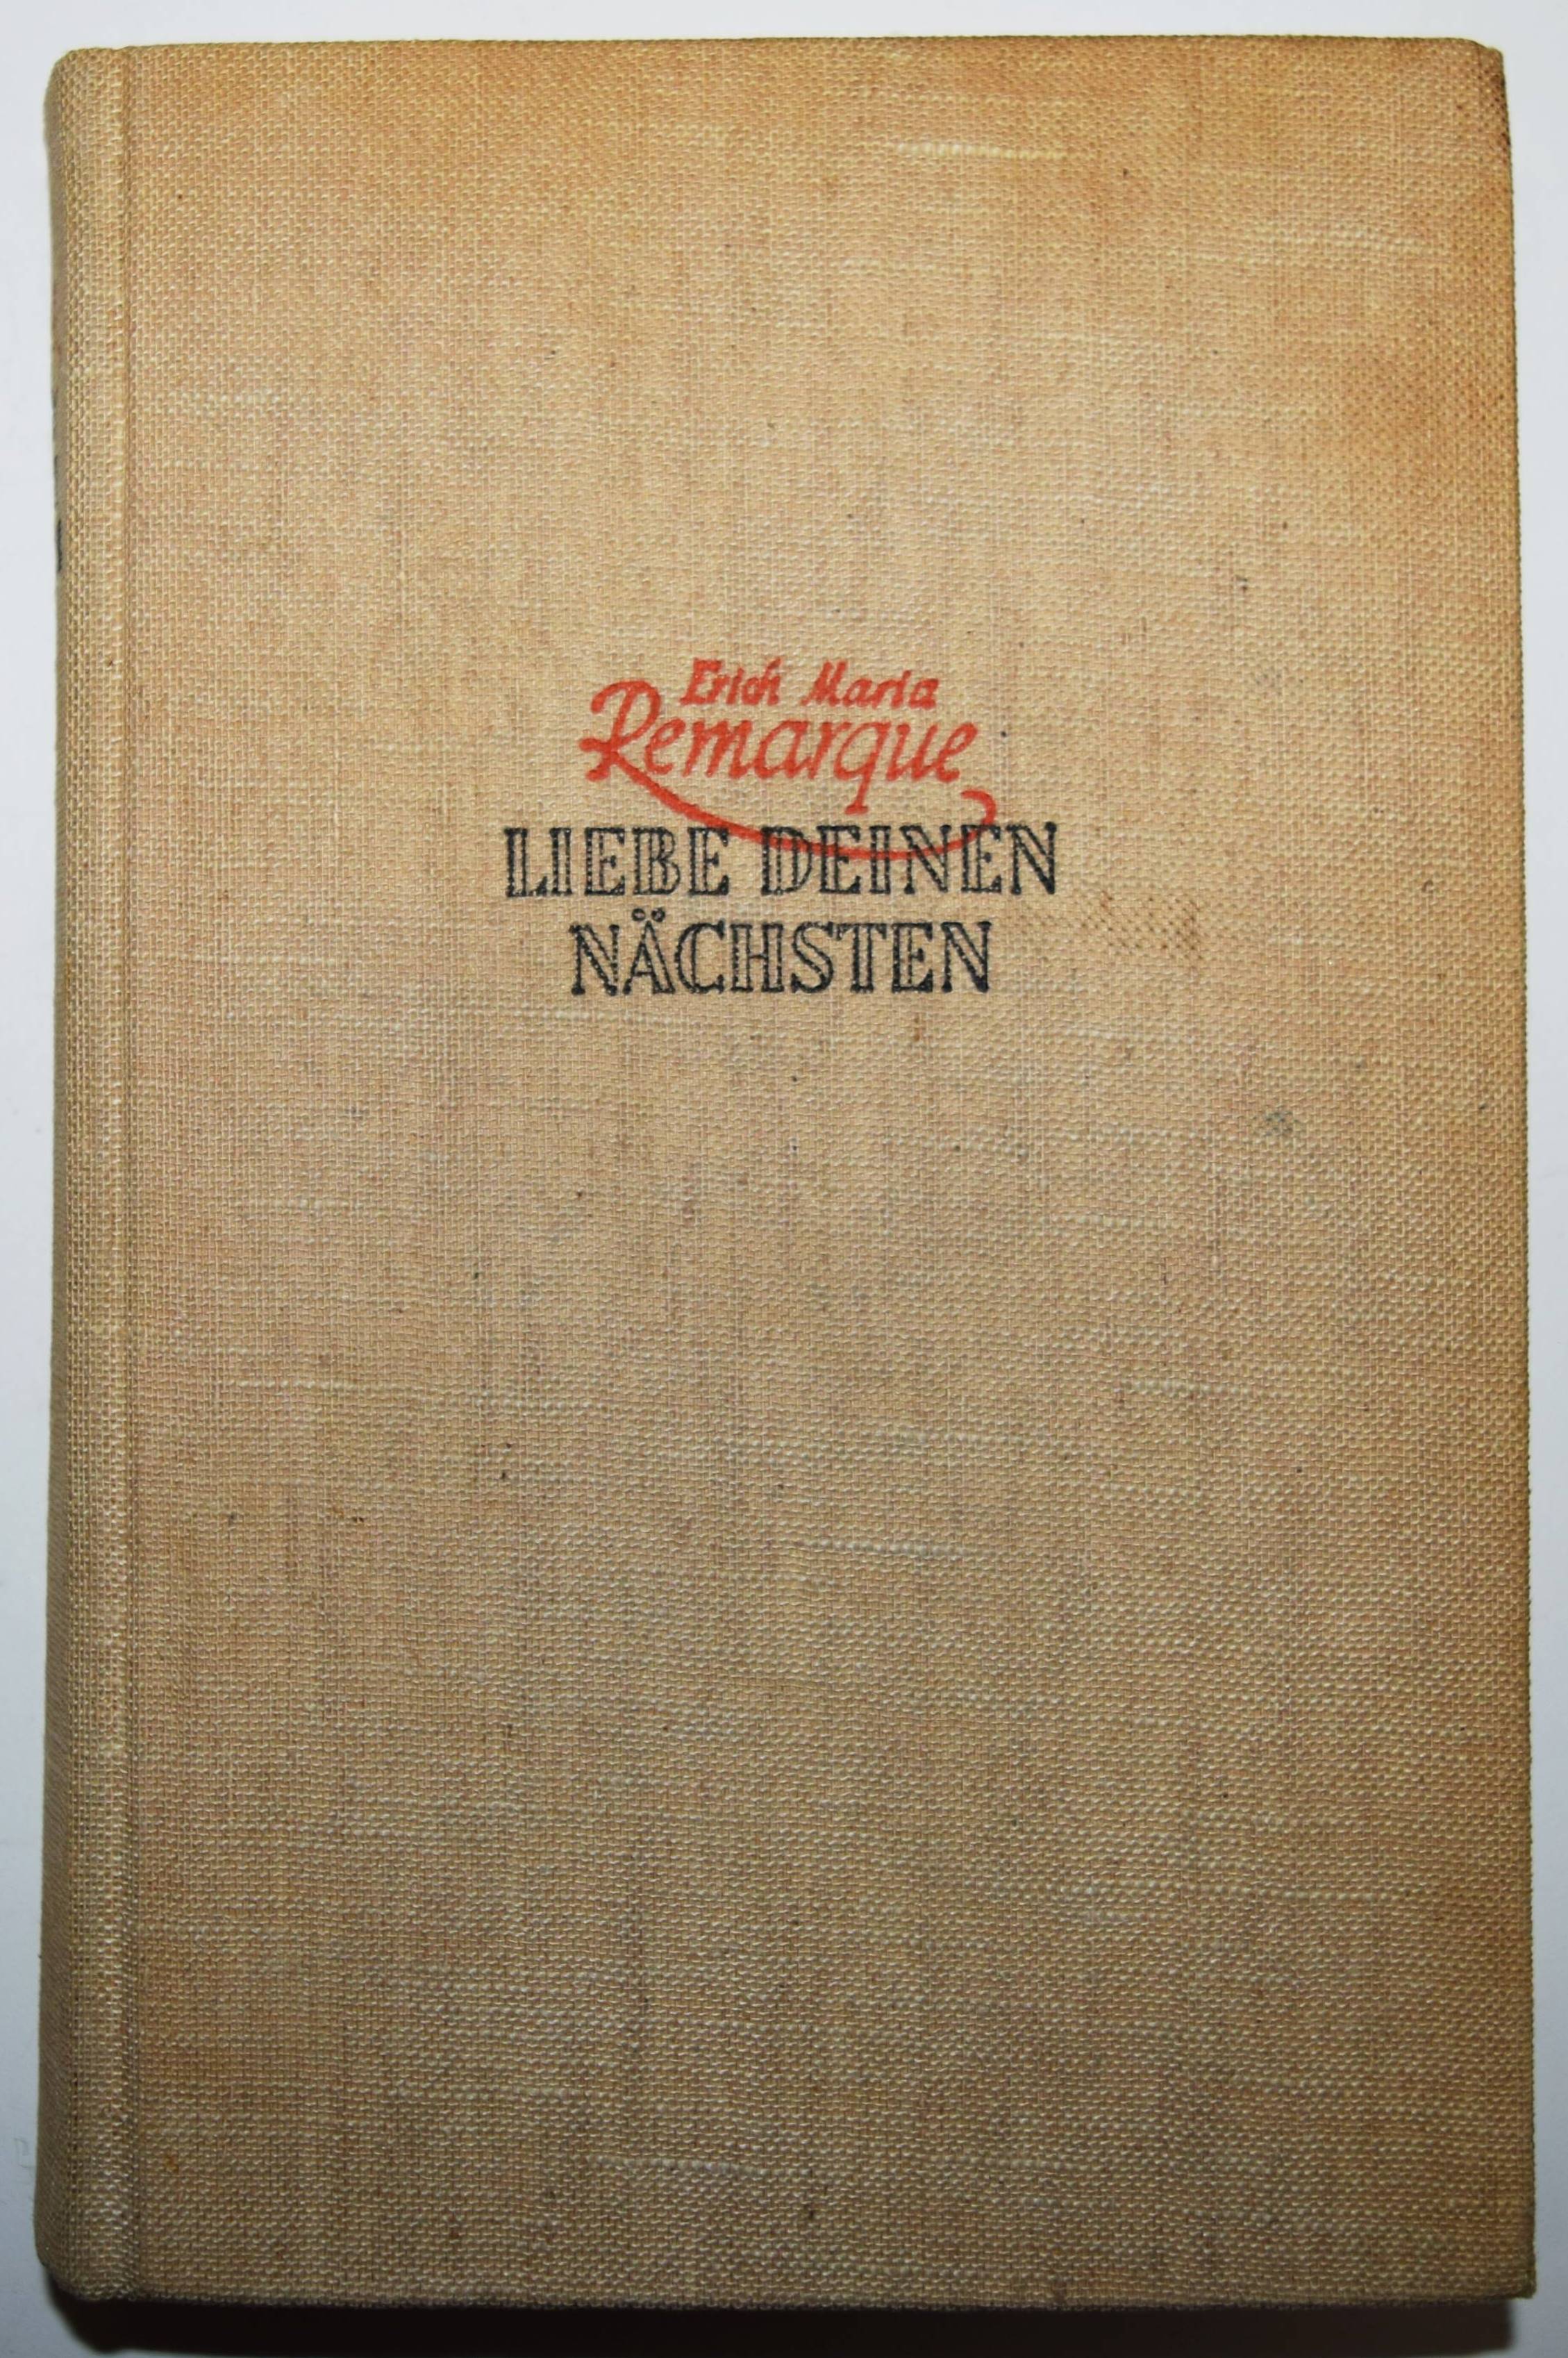 Erich Maria
Remarque
LIEBE DEINEN
NÄCHSTEN